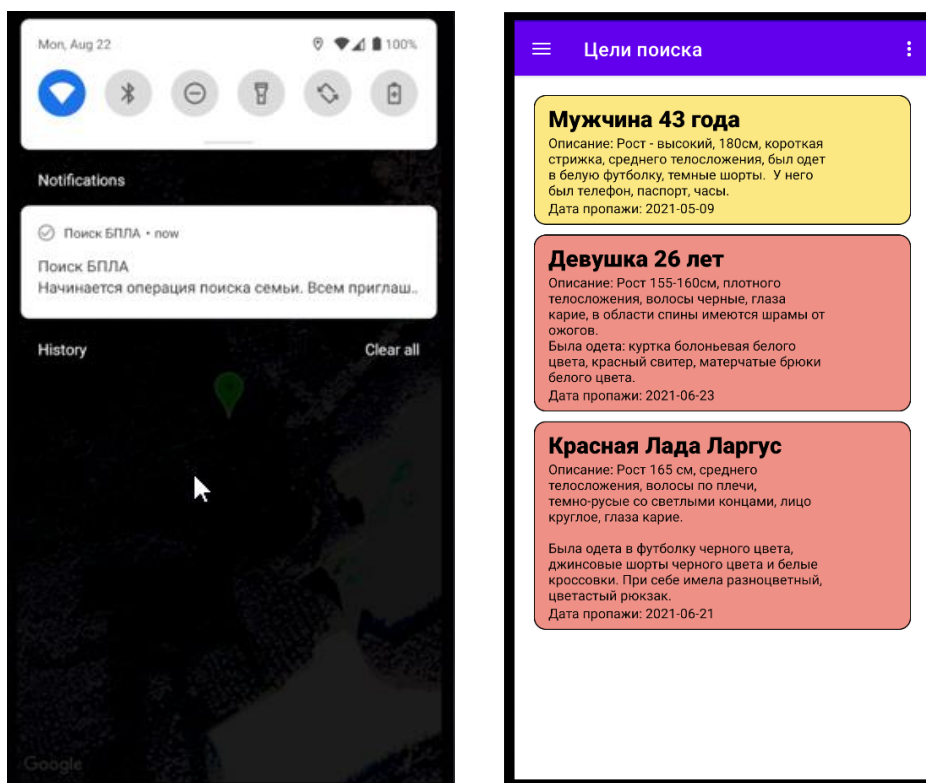 Mon, Aug 22
100%
Notifications
Поиск БПЛА • now
Поиск БПЛА
Начинается операция поиска семьи. Всем приглаш..
History
Clear all
Google
Цели поиска
Мужчина 43 года
Описание: Рост - высокий, 180см, короткая
стрижка, среднего телосложения, был одет
в белую футболку, темные шорты. У него
был телефон, паспорт, часы.
Дата пропажи: 2021-05-09
Девушка 26 лет
Описание: Рост 155-160см, плотного
телосложения, волосы черные, глаза
карие, в области спины имеются шрамы от
ожогов.
Была одета: куртка болоньевая белого
цвета, красный свитер, матерчатые брюки
белого цвета.
Дата пропажи: 2021-06-23
Красная Лада Ларгус
Описание: Рост 165 см, среднего
телосложения, волосы по плечи,
темно-русые со светлыми концами, лицо
круглое, глаза карие.
Была одета в футболку черного цвета,
джинсовые шорты черного цвета и белые
кроссовки. При себе имела разноцветный,
цветастый рюкзак.
Дата пропажи: 2021-06-21